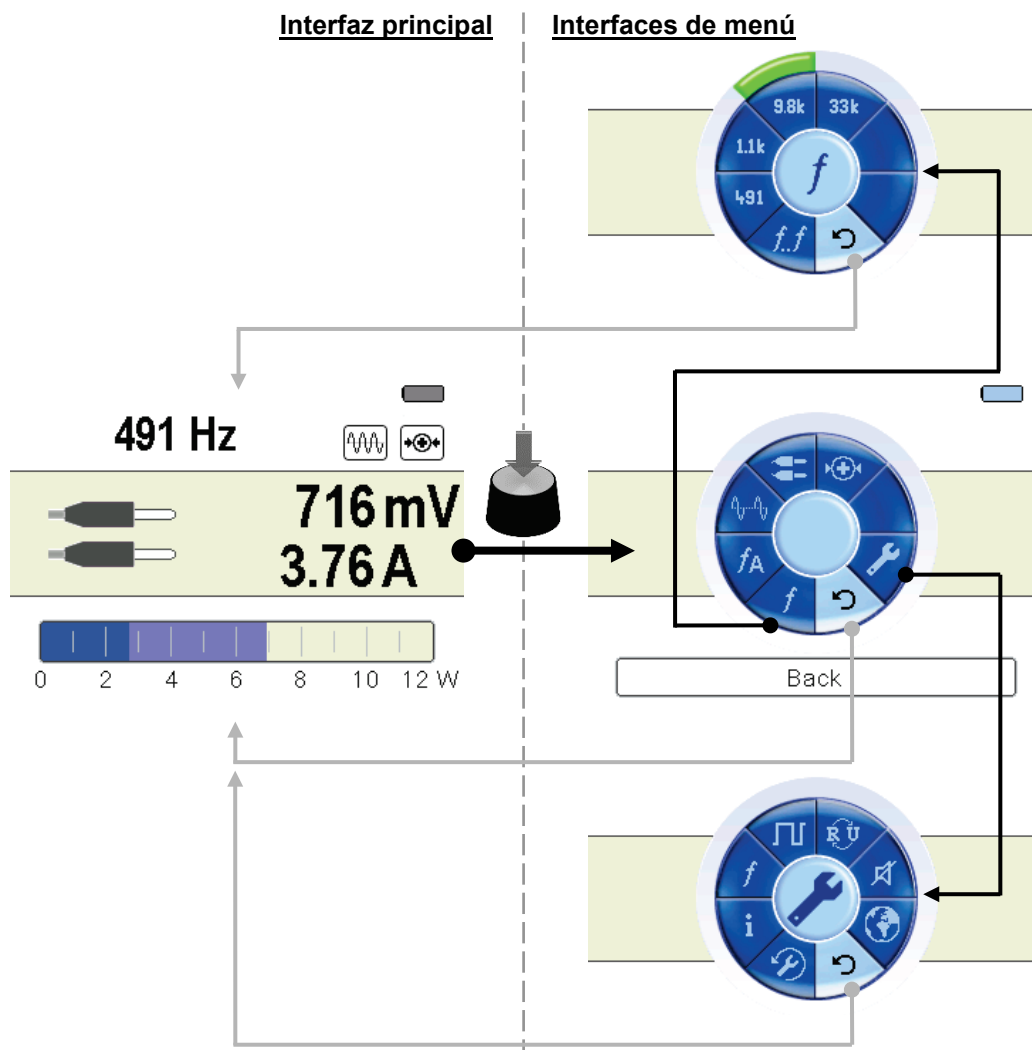 Interfaz principal
Interfaces de menú
9.8k 33k
1.1k
f
491
f..f
491 Hz
716 mV
3.76 A
fA
f
0 2 4 6 8 10 12 W
Back
R U
f
i